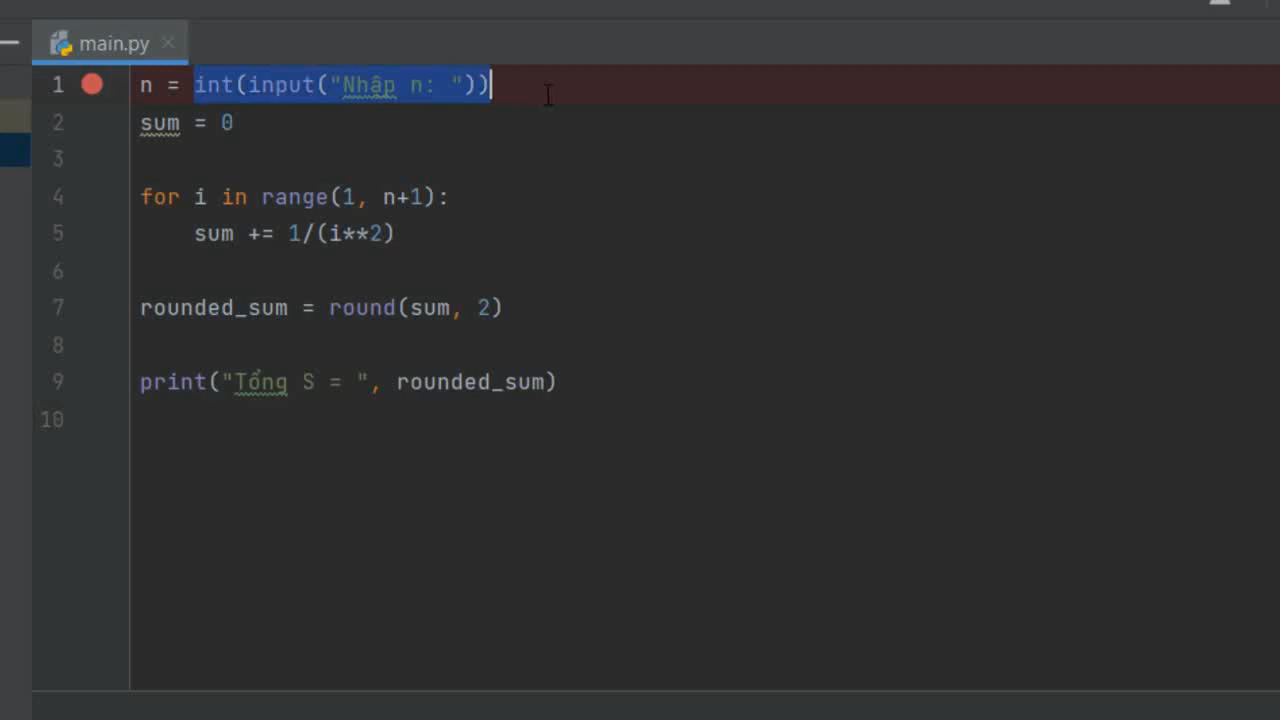 main.py
1 n = int(input("Nhập n: "))
2 sum = 0
3
4 for i in range(1, n+1):
5     sum += 1/(i**2)
6
7 rounded_sum = round(sum, 2)
8
9 print("Tổng S = ", rounded_sum)
10